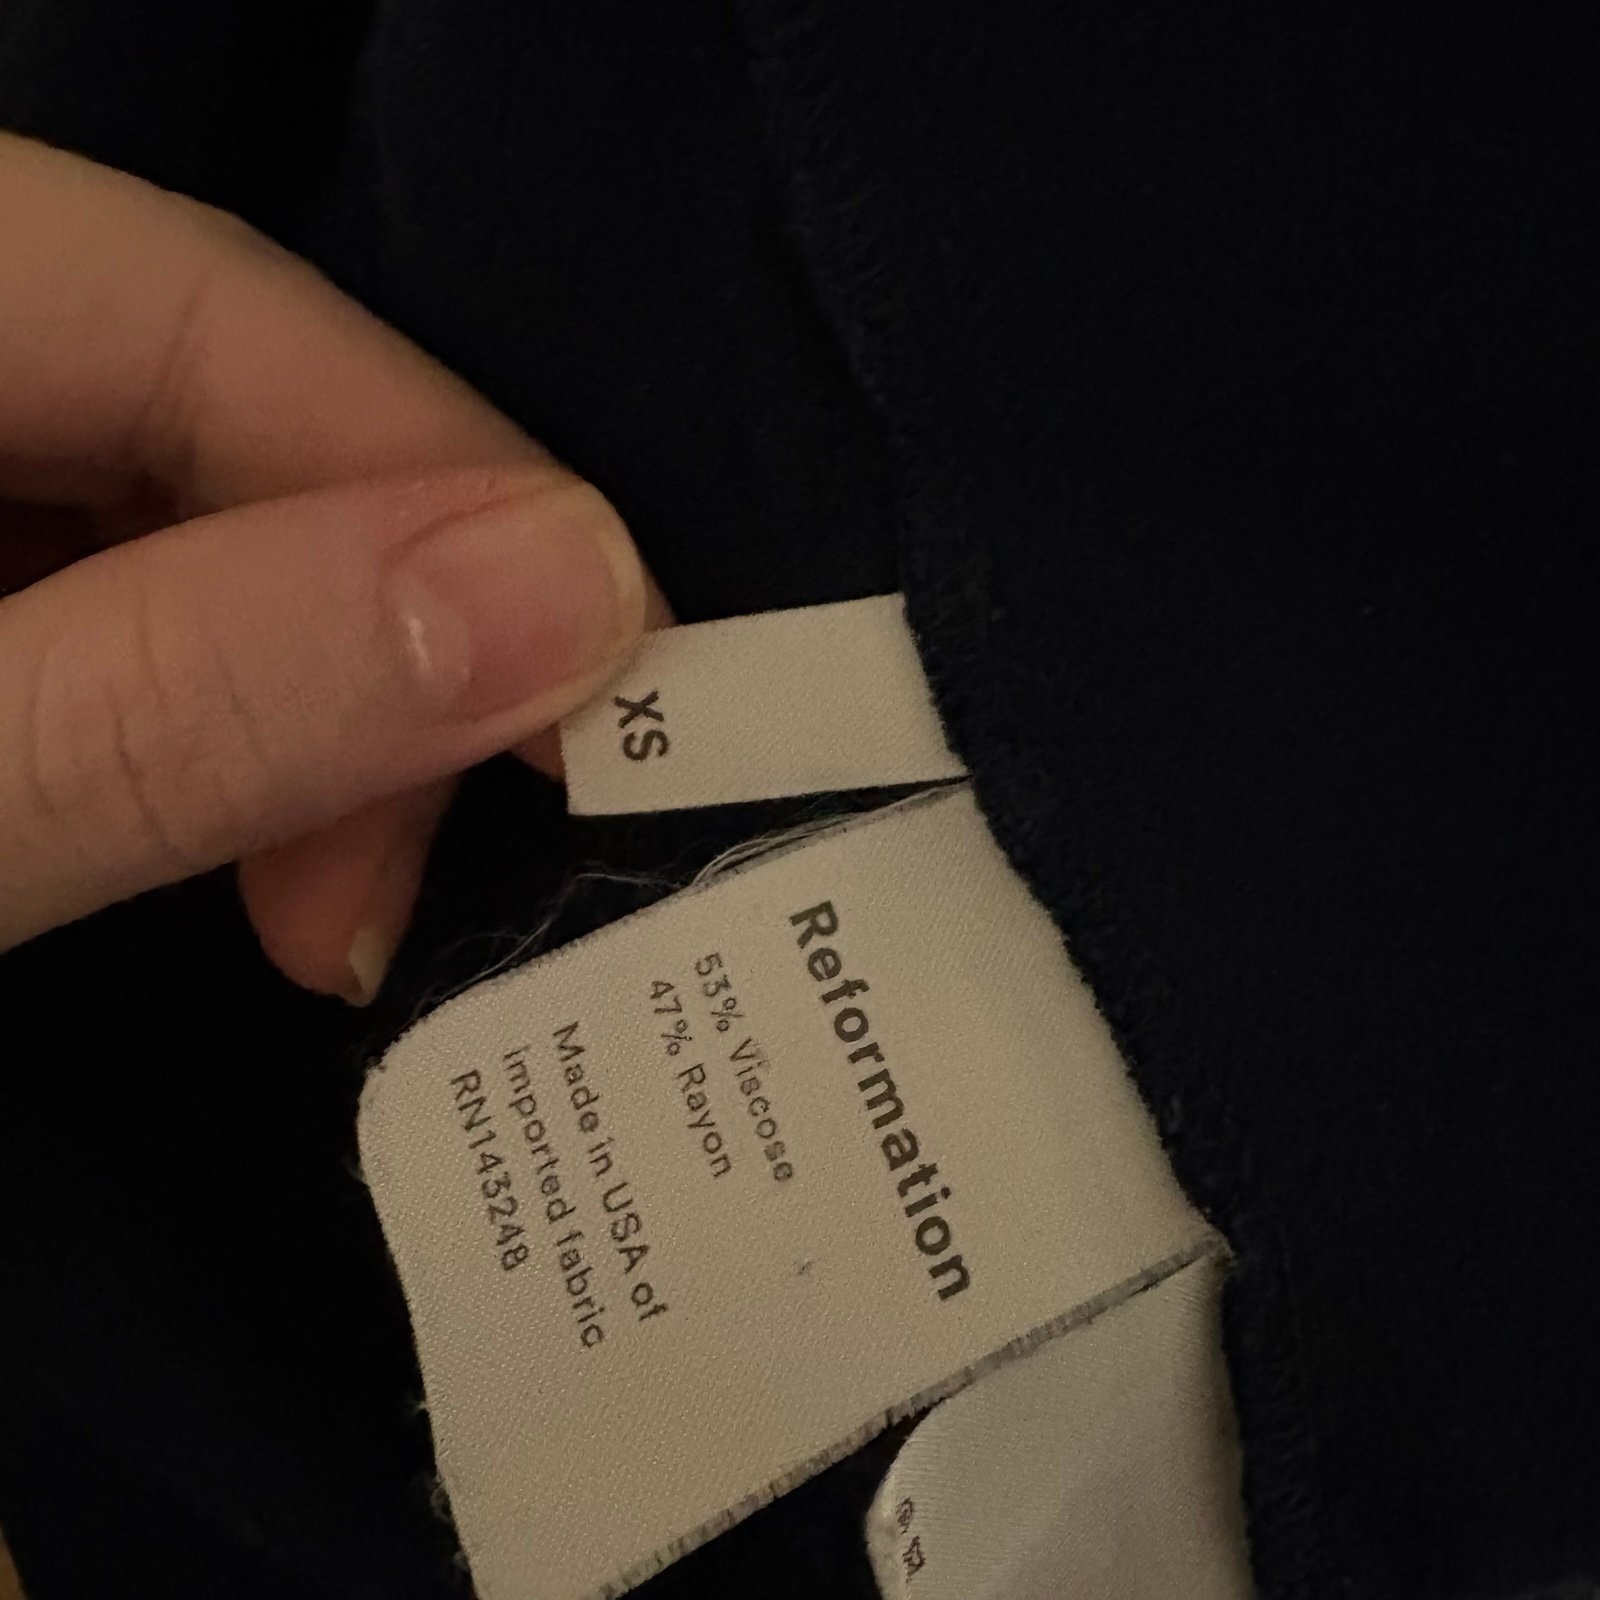 XS
Reformation
53% Viscose
47% Rayon
Made in USA of
imported fabric
RN143248